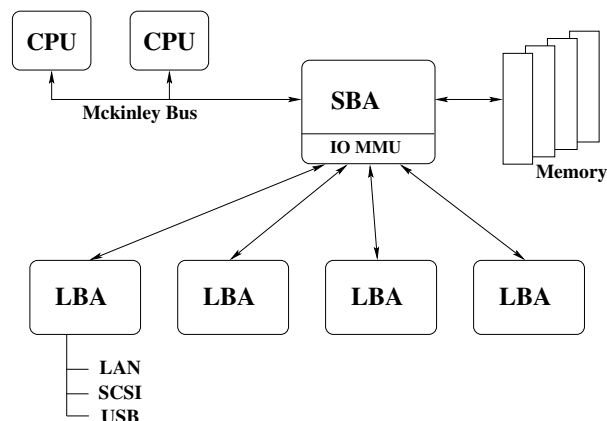 CPU
CPU
Mckinley Bus
SBA
IO MMU
Memory
LBA
LBA
LBA
LBA
LAN
SCSI
USB